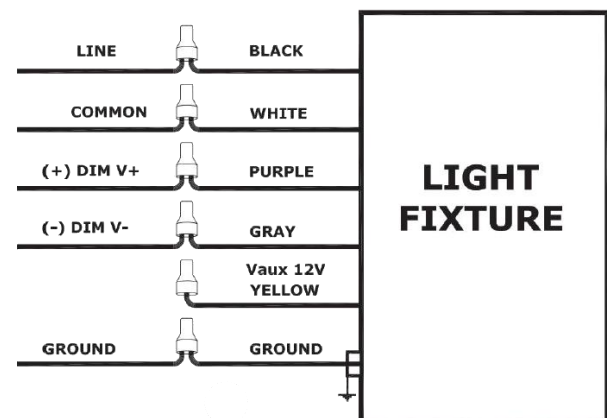 LINE BLACK
COMMON WHITE
(+) DIM V+ PURPLE
(-) DIM V- GRAY
Vaux 12V
YELLOW
GROUND GROUND
LIGHT
FIXTURE